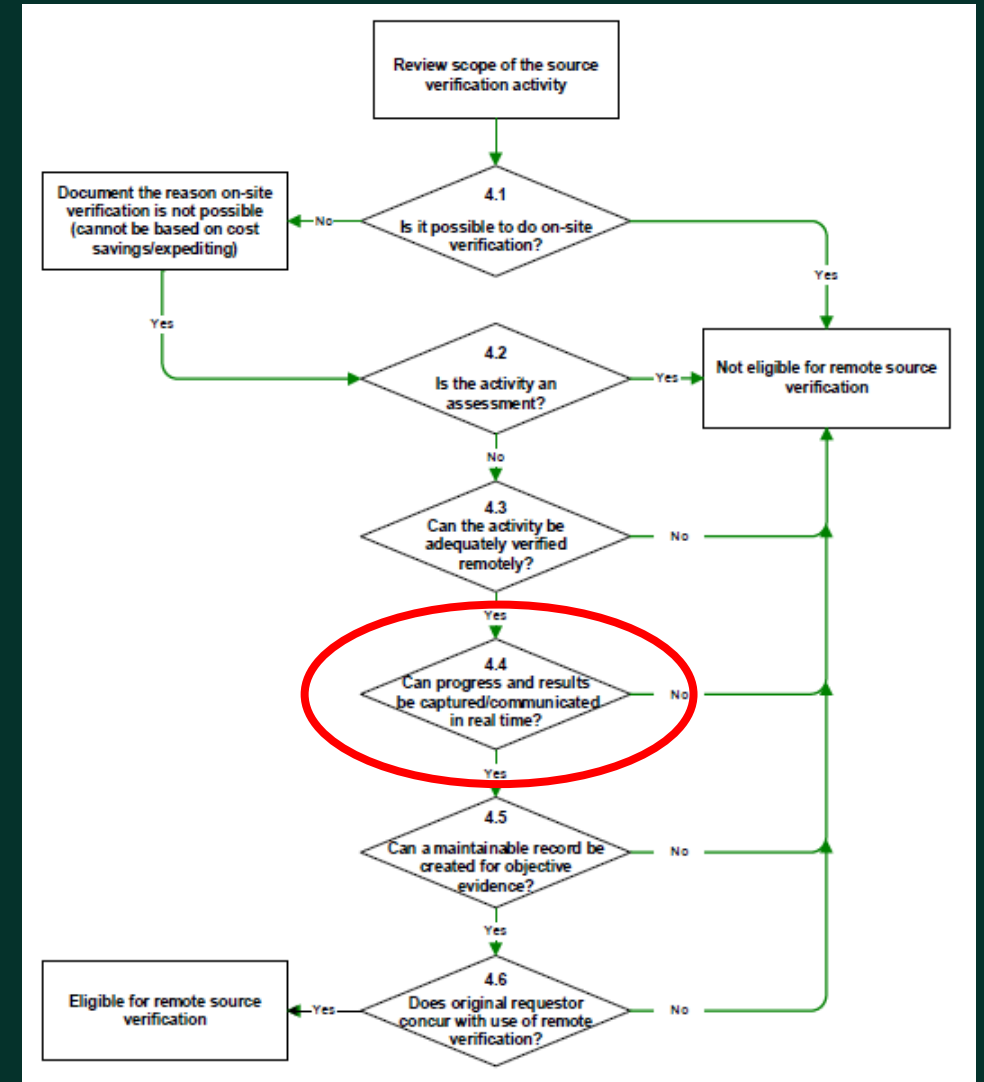 Review scope of the source
verification activity
4.1
Is it possible to do on-site
verification?
No
Yes
Document the reason on-site
verification is not possible
(cannot be based on cost
savings/expediting)
Yes
4.2
Is the activity an
assessment?
Yes
Not eligible for remote source
verification
No
4.3
Can the activity be
adequately verified
remotely?
No
Yes
4.4
Can progress and results
be captured/communicated
in real time?
No
Yes
4.5
Can a maintainable record be
created for objective
evidence?
No
Yes
4.6
Does original requestor
concur with use of remote
verification?
No
Yes
Eligible for remote source
verification